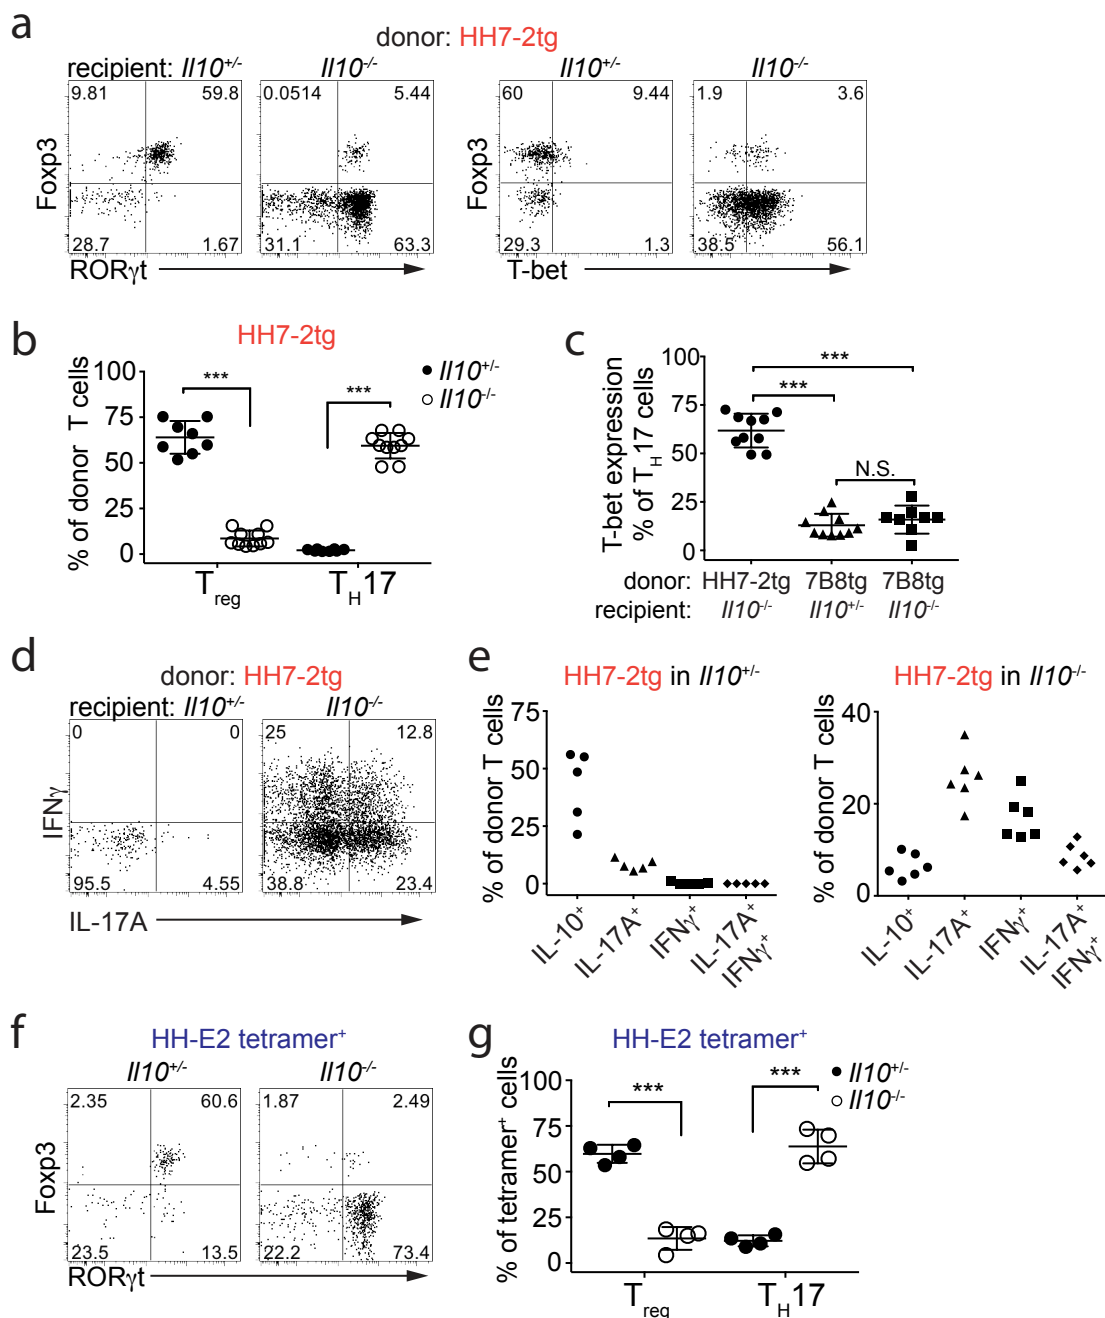 a
donor: HH7-2tg
recipient: Il10+/- Il10-/- Il10+/- Il10-/-
9.81 59.8 0.0514 5.44 60 9.44 1.9 3.6
Foxp3 Foxp3
28.7 1.67 31.1 63.3 29.3 1.3 38.5 56.1
RORγt T-bet
b
HH7-2tg
% of donor T cells
100
75
50
25
0
*** ***
Il10+/-
Il10-/-
Treg TH17
c
T-bet expression
% of TH17 cells
100
75
50
25
0
***
***
N.S.
donor: HH7-2tg 7B8tg 7B8tg
recipient: Il10-/- Il10+/- Il10-/-
d
donor: HH7-2tg
recipient: Il10+/- Il10-/-
0 0 25 12.8
IFNγ
95.5 4.55 38.8 23.4
IL-17A
e
HH7-2tg in Il10+/-
% of donor T cells
75
50
25
0
IL-10+ IL-17A+ IFNγ+ IL-17A+
IFNγ+
HH7-2tg in Il10-/-
% of donor T cells
40
20
0
IL-10+ IL-17A+ IFNγ+ IL-17A+
IFNγ+
f
HH-E2 tetramer+
Il10+/- Il10-/-
2.35 60.6 1.87 2.49
Foxp3
23.5 13.5 22.2 73.4
RORγt
g
HH-E2 tetramer+
% of tetramer+ cells
100
75
50
25
0
*** ***
Il10+/-
Il10-/-
Treg TH17